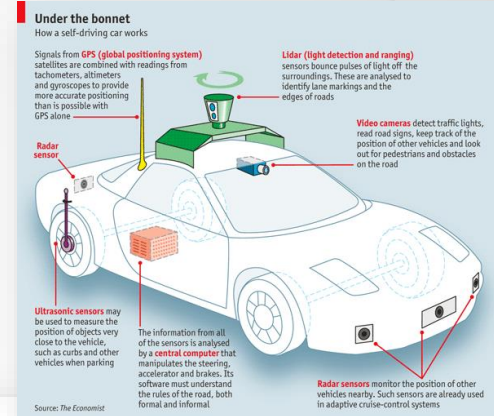 Under the bonnet
How a self-driving car works
Signals from GPS (global positioning system)
satellites are combined with readings from
tachometers, altimeters
and gyroscopes to provide
more accurate positioning
than is possible with
GPS alone
Lidar (light detection and ranging)
sensors bounce pulses of light off the
surroundings. These are analysed to
identify lane markings and the
edges of roads
Video cameras detect traffic lights,
read road signs, keep track of the
position of other vehicles and look
out for pedestrians and obstacles
on the road
Radar
sensor
Ultrasonic sensors may
be used to measure the
position of objects very
close to the vehicle,
such as curbs and other
vehicles when parking
The information from all
of the sensors is analysed
by a central computer that
manipulates the steering,
accelerator and brakes. Its
software must understand
the rules of the road, both
formal and informal
Radar sensors monitor the position of other
vehicles nearby. Such sensors are already used
in adaptive cruise-control systems
Source: The Economist